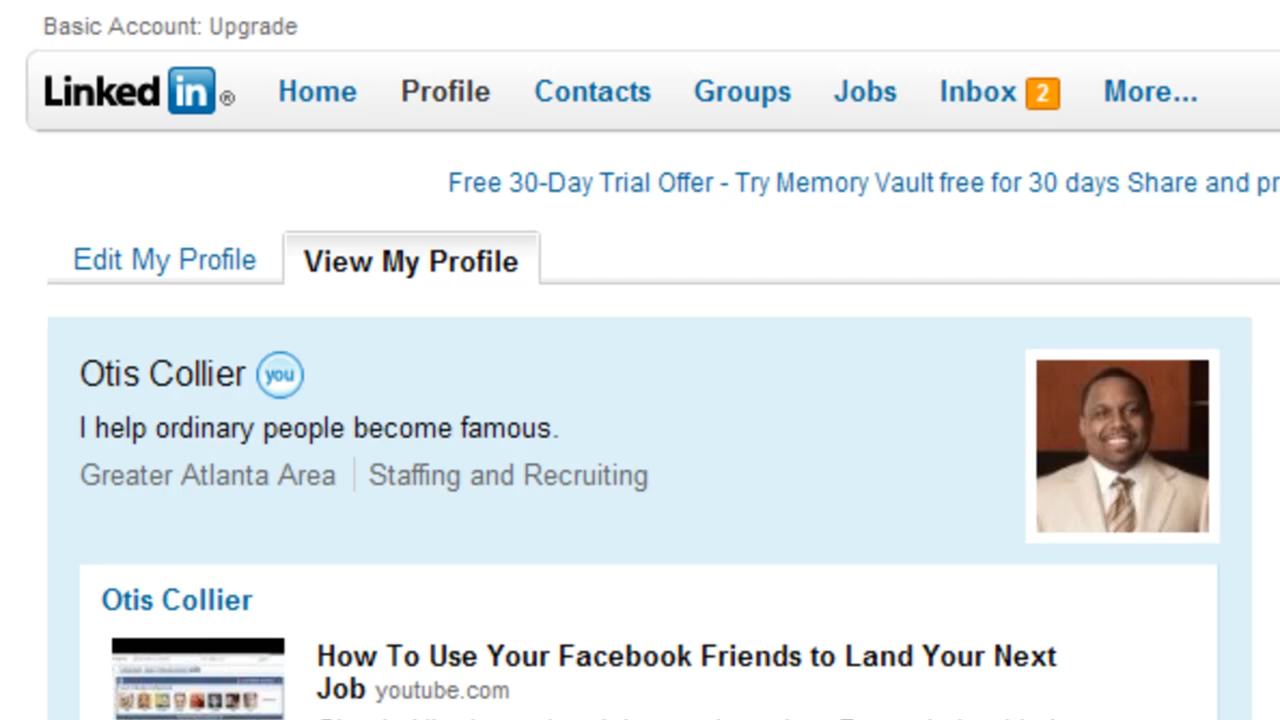 Basic Account: Upgrade
Linked in ® Home Profile Contacts Groups Jobs Inbox 2 More...
Free 30-Day Trial Offer - Try Memory Vault free for 30 days Share and pr
Edit My Profile View My Profile
Otis Collier you
I help ordinary people become famous.
Greater Atlanta Area Staffing and Recruiting
Otis Collier
How To Use Your Facebook Friends to Land Your Next
Job youtube.com